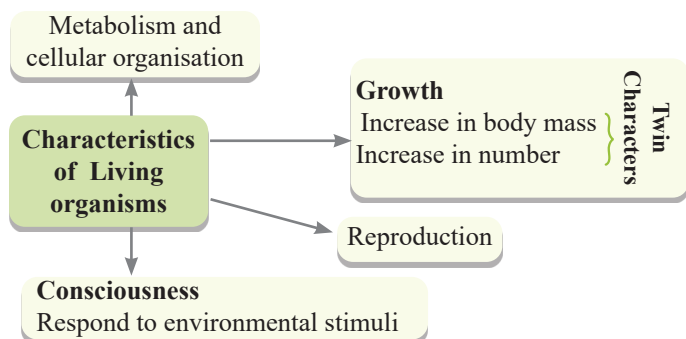 Metabolism and
cellular organisation
Characteristics
of Living
organisms
Growth
Increase in body mass
Increase in number
Twin
Characters
Reproduction
Consciousness
Respond to environmental stimuli